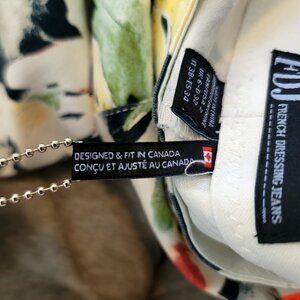 DESIGNED & FIT IN CANADA
CONÇU ET AJUSTÉ AU CANADA
FDJ
FRENCH DRESSING JEANS